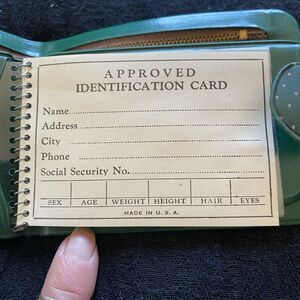 APPROVED
IDENTIFICATION CARD
Name
Address
City
Phone
Social Security No.
SEX AGE WEIGHT HEIGHT HAIR EYES
MADE IN U. S. A.